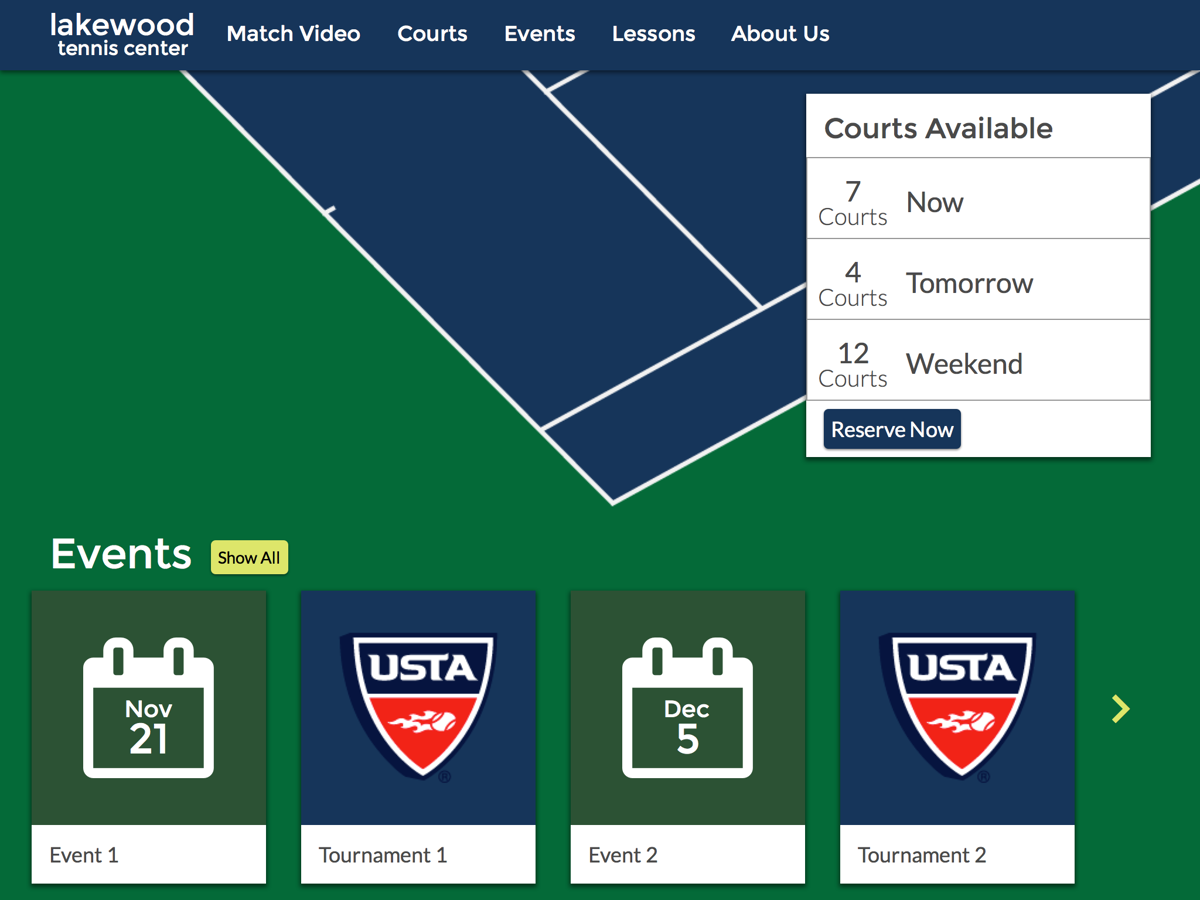 lakewood
tennis center
Match Video
Courts
Events
Lessons
About Us
Courts Available
7
Courts
Now
4
Courts
Tomorrow
12
Courts
Weekend
Reserve Now
Events
Show All
Nov
21
USTA
®
Dec
5
USTA
®
Event 1
Tournament 1
Event 2
Tournament 2